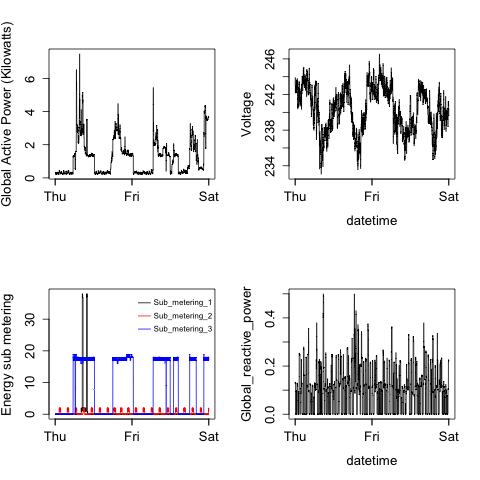 Global Active Power (Kilowatts)
0 2 4 6
Thu Fri Sat
Voltage
234 238 242 246
Thu Fri Sat
datetime
Energy sub metering
0 10 20 30
Sub_metering_1
Sub_metering_2
Sub_metering_3
Thu Fri Sat
Global_reactive_power
0.0 0.2 0.4
Thu Fri Sat
datetime